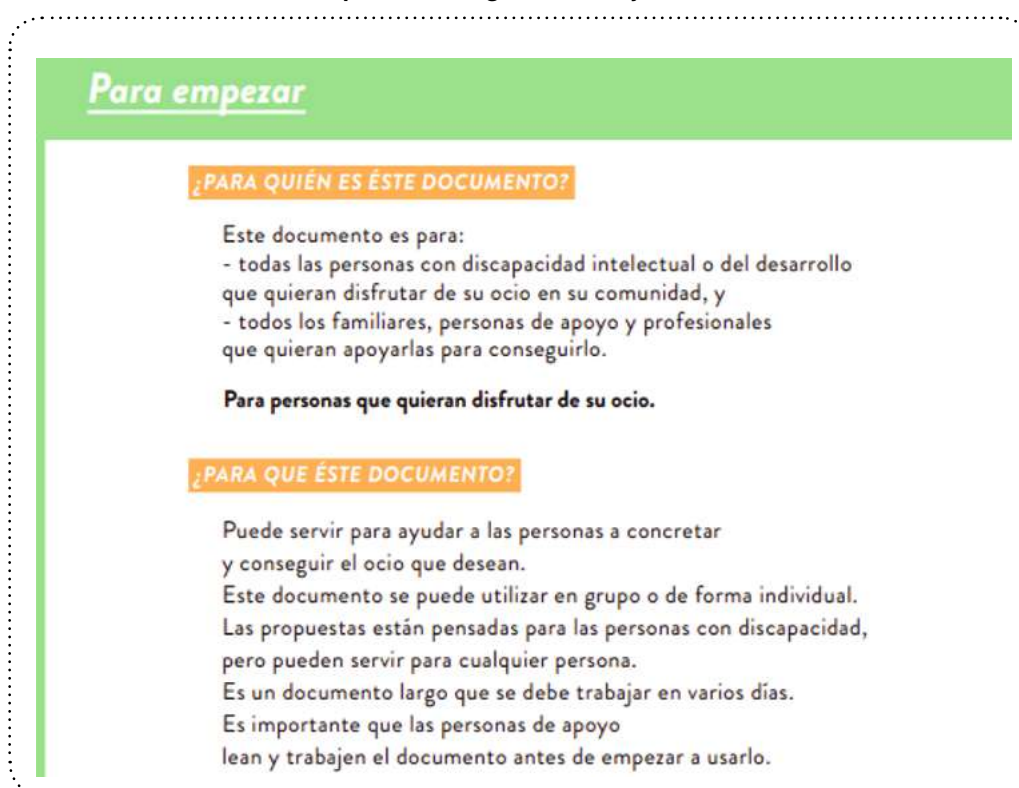 Para empezar
¿PARA QUIÉN ES ÉSTE DOCUMENTO?
Este documento es para:
- todas las personas con discapacidad intelectual o del desarrollo
que quieran disfrutar de su ocio en su comunidad, y
- todos los familiares, personas de apoyo y profesionales
que quieran apoyarlas para conseguirlo.
Para personas que quieran disfrutar de su ocio.
¿PARA QUE ÉSTE DOCUMENTO?
Puede servir para ayudar a las personas a concretar
y conseguir el ocio que desean.
Este documento se puede utilizar en grupo o de forma individual.
Las propuestas están pensadas para las personas con discapacidad,
pero pueden servir para cualquier persona.
Es un documento largo que se debe trabajar en varios días.
Es importante que las personas de apoyo
lean y trabajen el documento antes de empezar a usarlo.